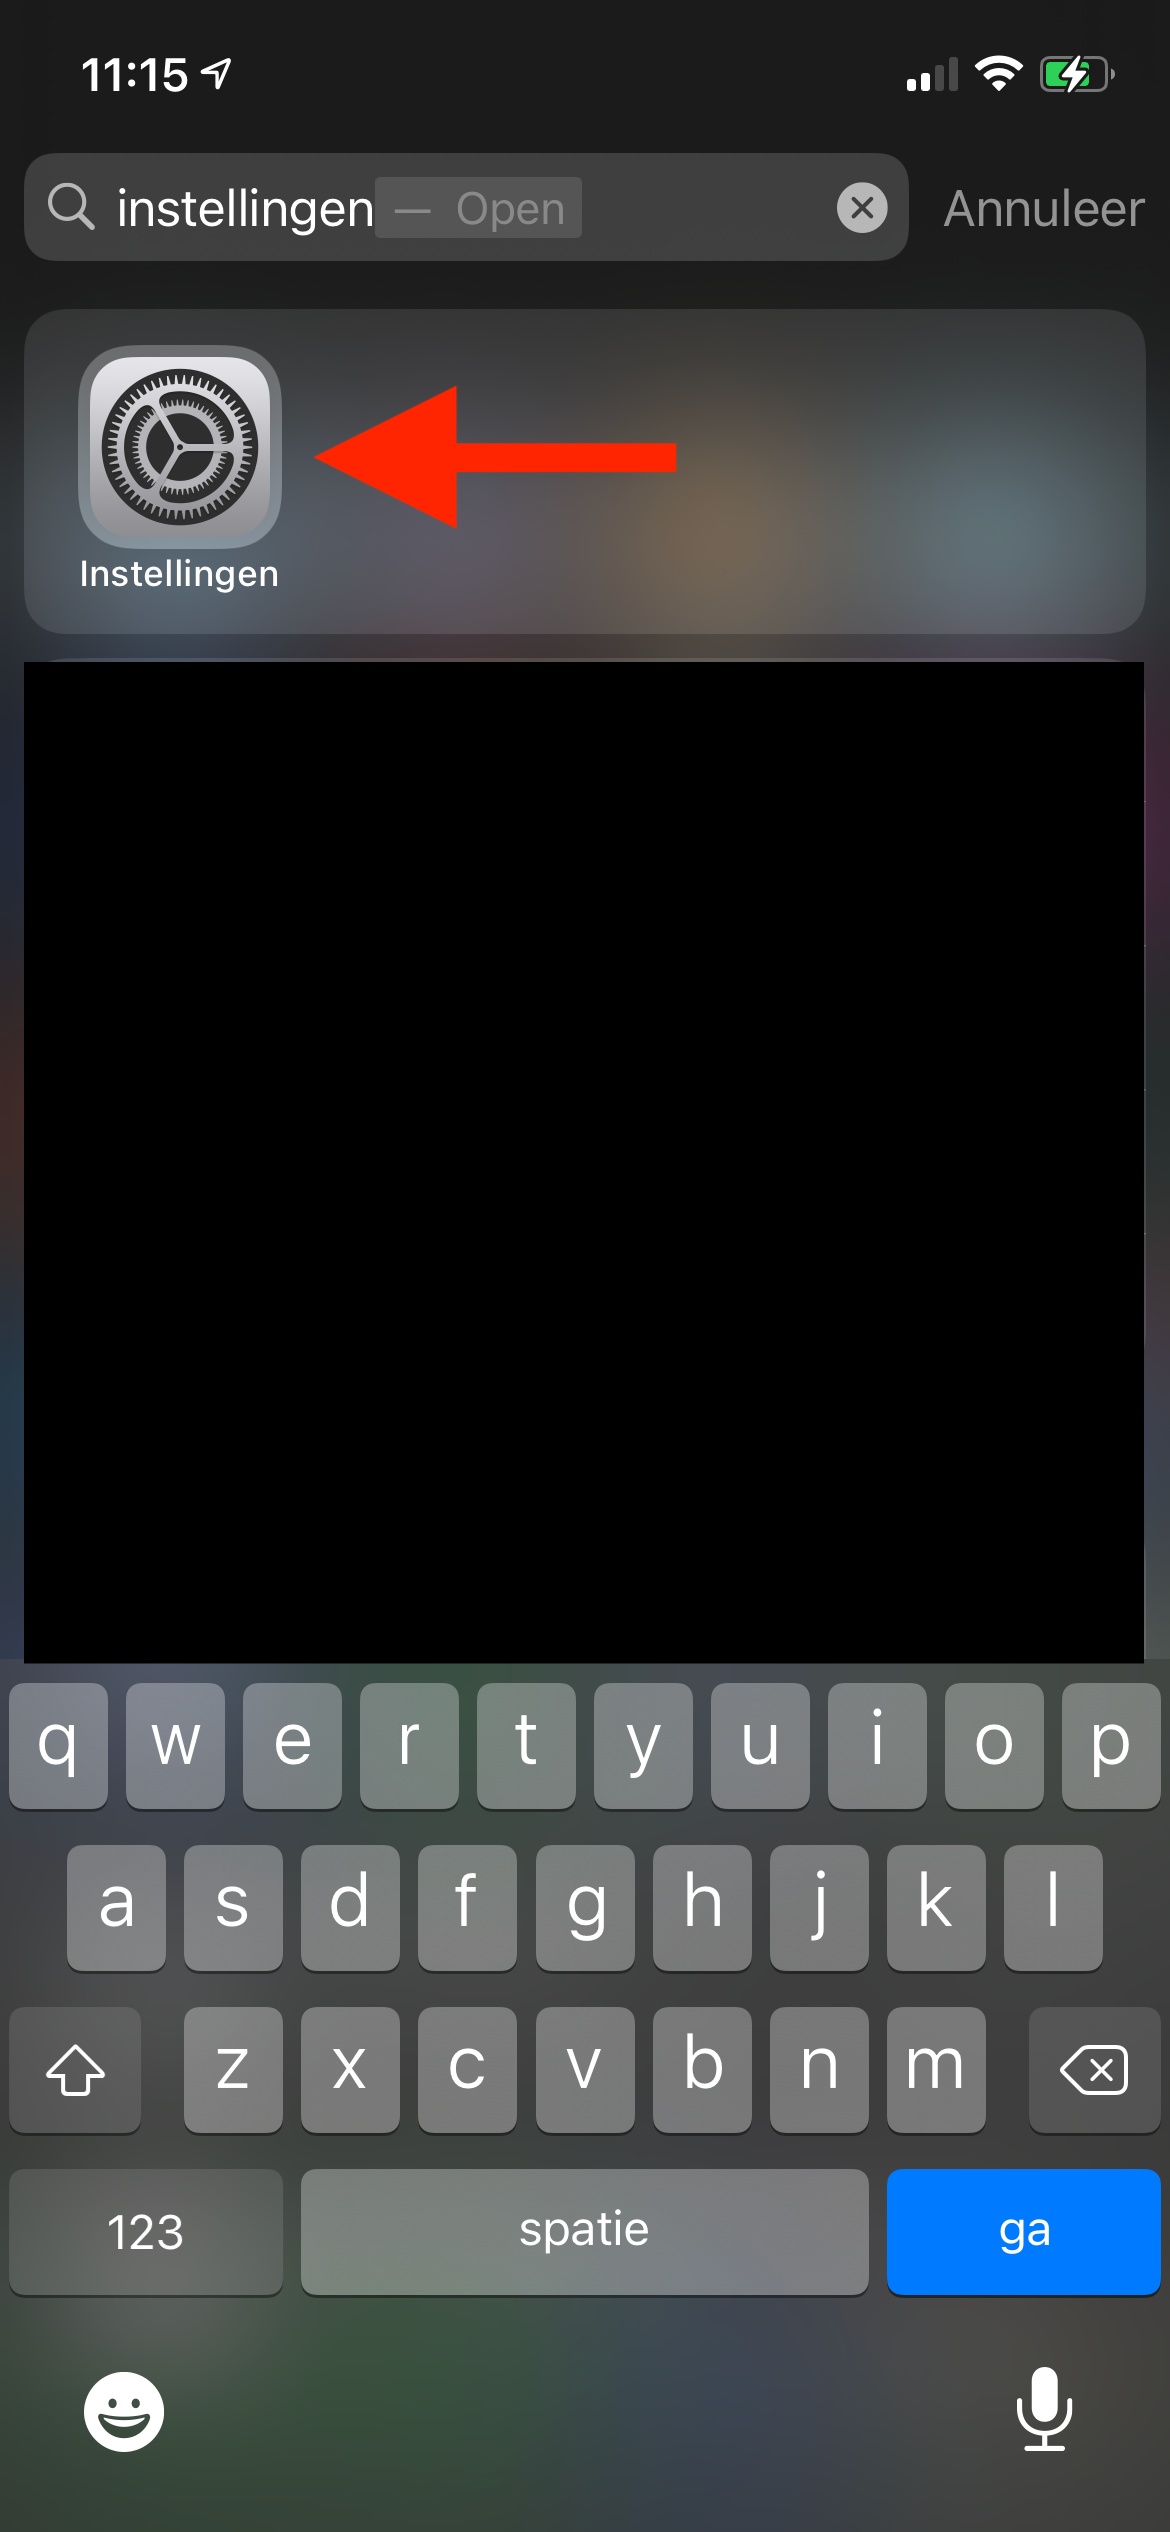 11:15
instellingen — Open
Annuleer
Instellingen
q w e r t y u i o p
a s d f g h j k l
z x c v b n m
123 spatie ga